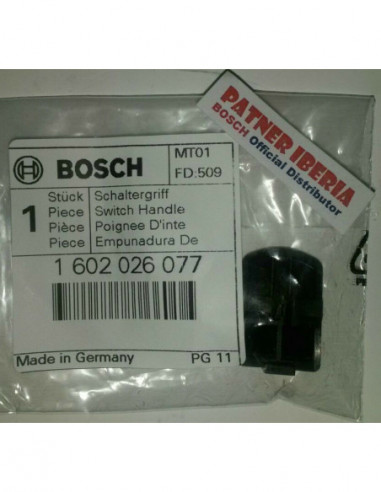 BOSCH
MT01
FD:509
1
Stück Schaltergriff
Piece Switch Handle
Pièce Poignee D'inte
Piece Empunadura De
1 602 026 077
Made in Germany
PG 11
PATNER IBERIA
BOSCH Official Distributor